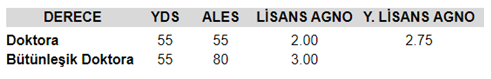 DERECE YDS ALES LİSANS AGNO Y. LİSANS AGNO
Doktora 55 55 2.00 2.75
Bütünleşik Doktora 55 80 3.00